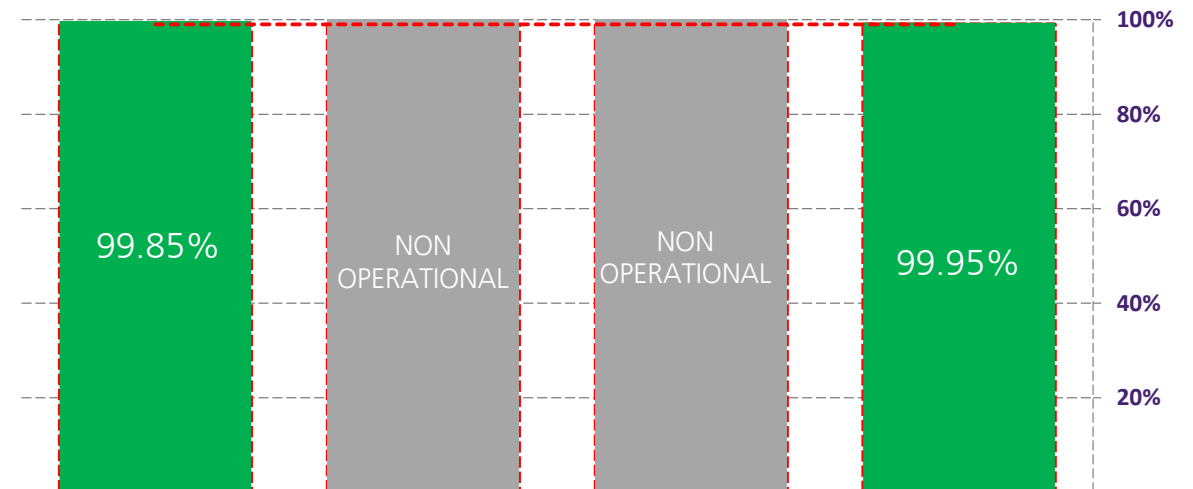 100%
80%
60%
40%
20%
99.85%
NON
OPERATIONAL
NON
OPERATIONAL
99.95%